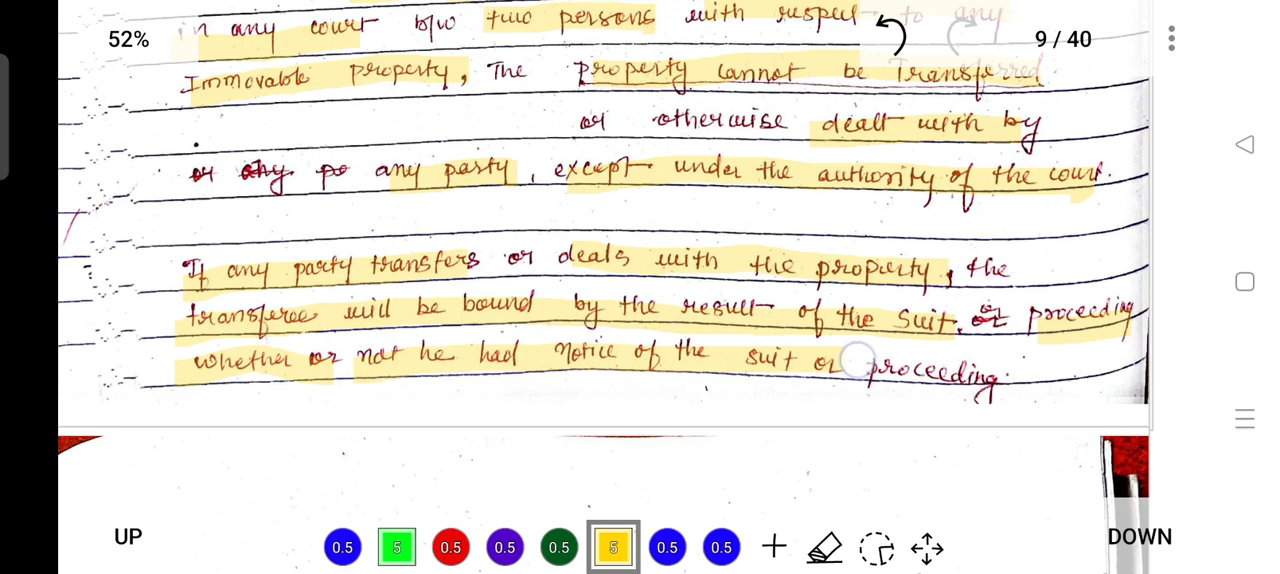 in any court b/w two persons with respect to any
52%
9 / 40
Immovable property, The property cannot be Transferred
or otherwise dealt with by
or any po any party, except under the authority of the court.
If any party transfers or deals with the property, the
transferee will be bound by the result of the suit. or proceeding
whether or not he had notice of the suit or proceeding.
UP
0.5 5 0.5 0.5 0.5 5 0.5 0.5
DOWN